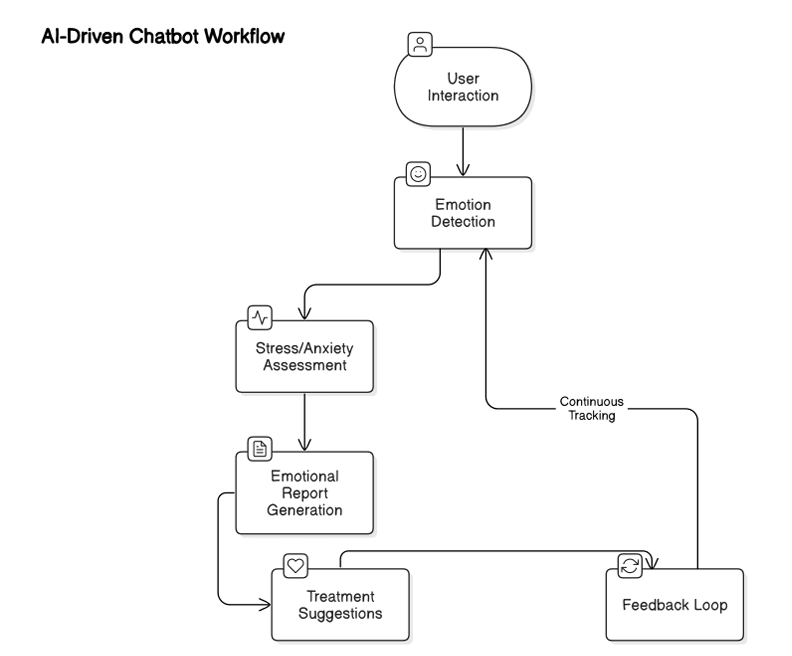 AI-Driven Chatbot Workflow
User
Interaction
Emotion
Detection
Stress/Anxiety
Assessment
Continuous
Tracking
Emotional
Report
Generation
Treatment
Suggestions
Feedback Loop